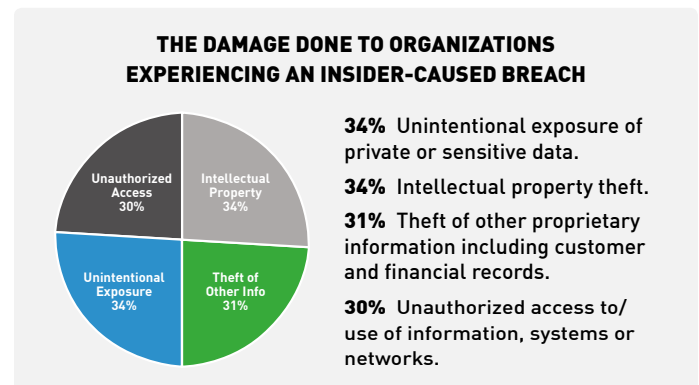 THE DAMAGE DONE TO ORGANIZATIONS
EXPERIENCING AN INSIDER-CAUSED BREACH
Unauthorized
Access
30%
Intellectual
Property
34%
Unintentional
Exposure
34%
Theft of
Other Info
31%
34% Unintentional exposure of
private or sensitive data.
34% Intellectual property theft.
31% Theft of other proprietary
information including customer
and financial records.
30% Unauthorized access to/
use of information, systems or
networks.